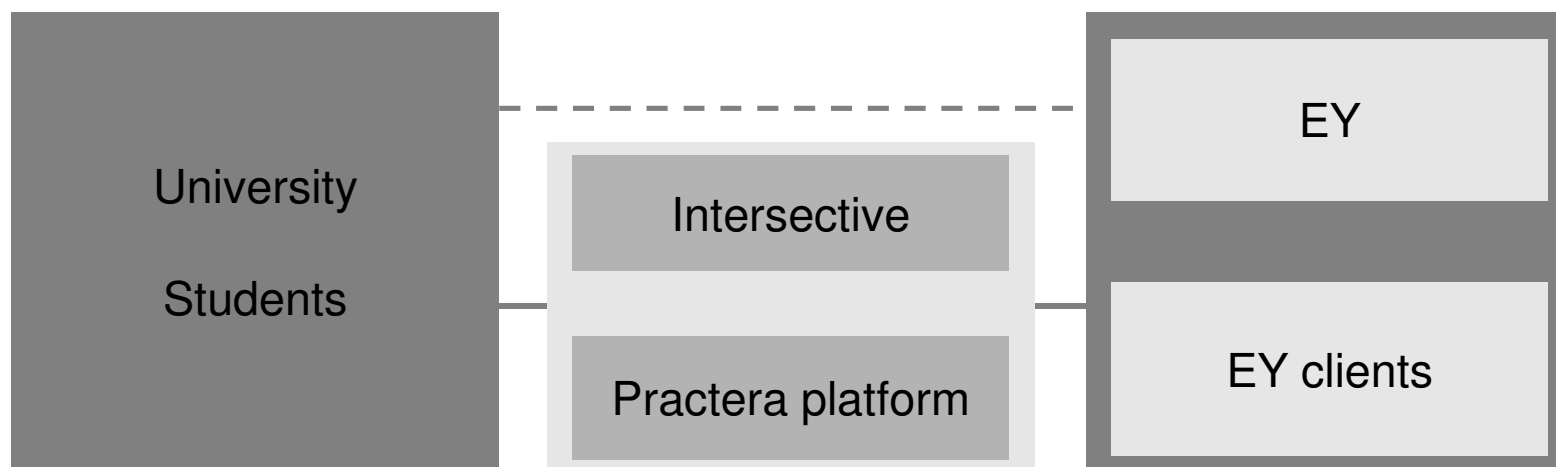 University
Students
Intersective
Practera platform
EY
EY clients